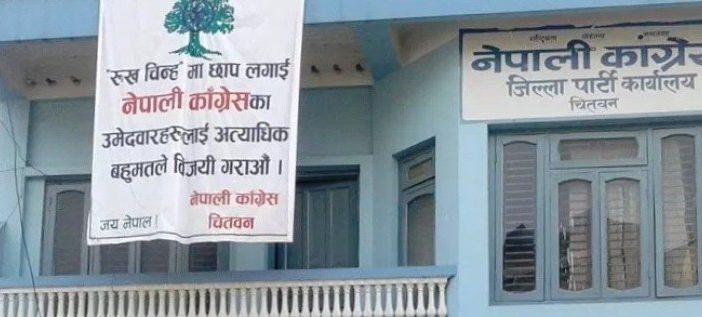 "रुख चिन्ह" मा छाप लगाई
नेपाली काँग्रेसका
उमेदवारहरुलाई अत्याधिक
बहुमतले विजयी गराऔं ।
नेपाली कांग्रेस
जय नेपाल।
चितवन
नेपाली कांग्रेस
जिल्ला पार्टी कार्यालय
चितवन